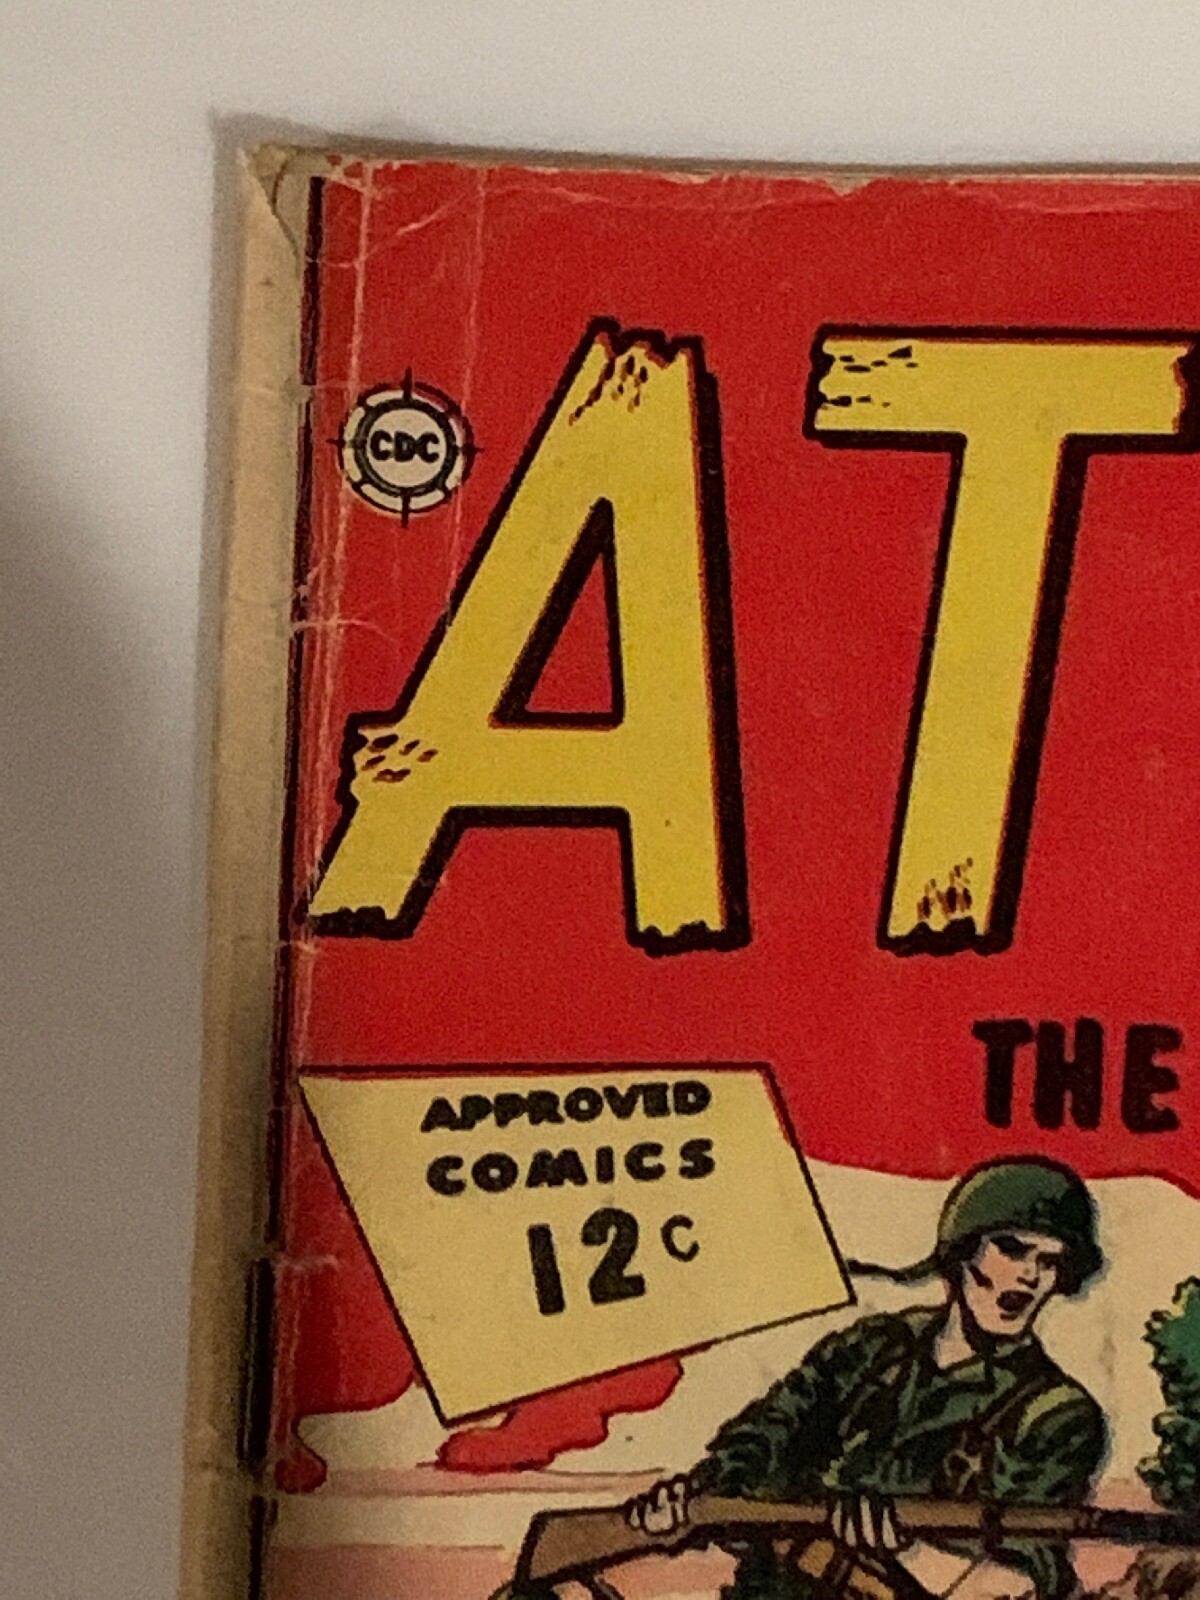 CDC
AT
THE
APPROVED
COMICS
12c